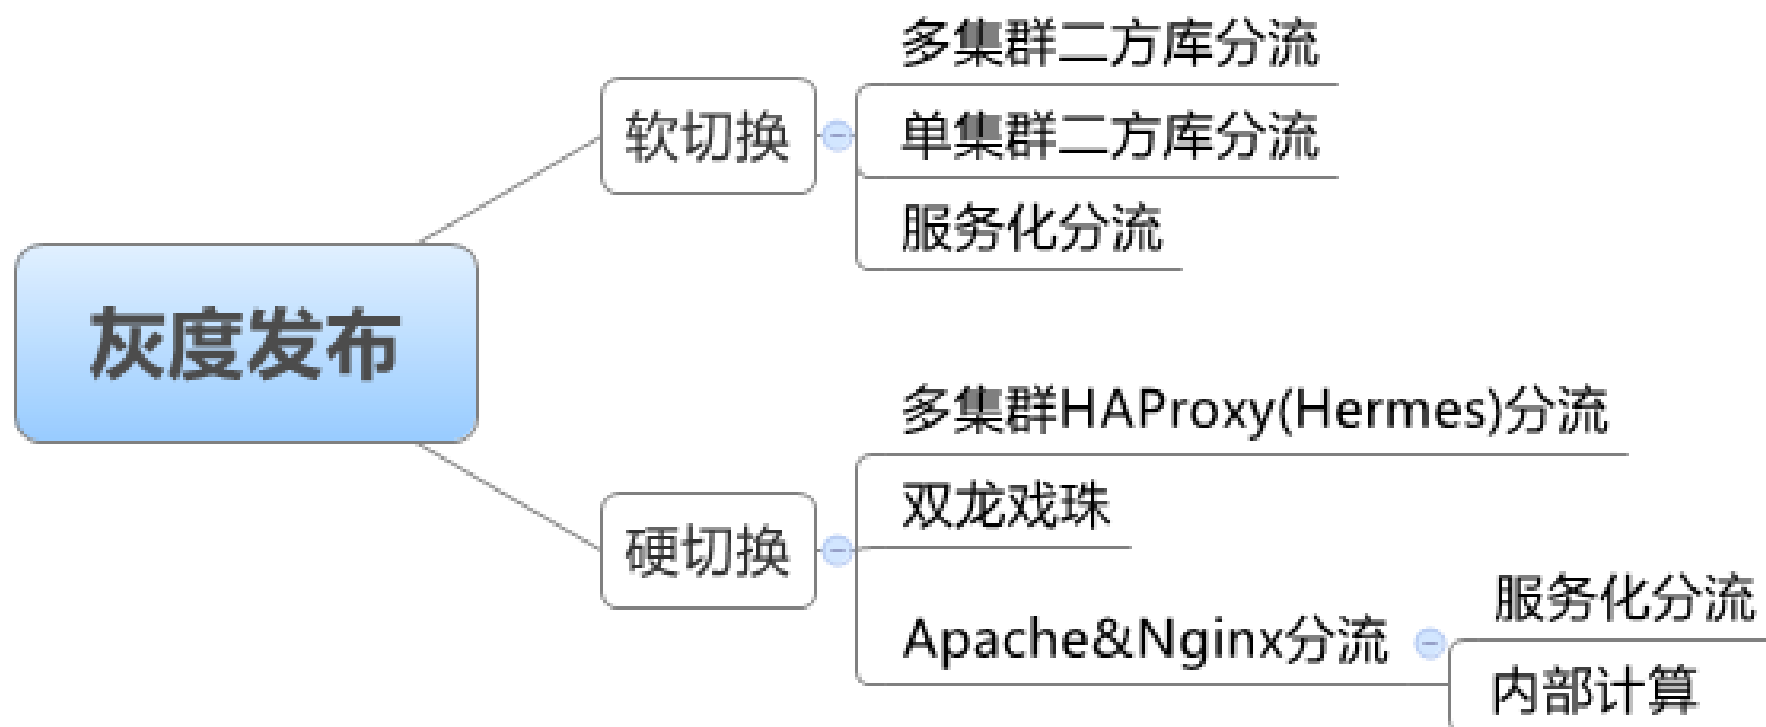 灰度发布
软切换
多集群二方库分流
单集群二方库分流
服务化分流
硬切换
多集群HAProxy(Hermes)分流
双龙戏珠
Apache&Nginx分流
服务化分流
内部计算